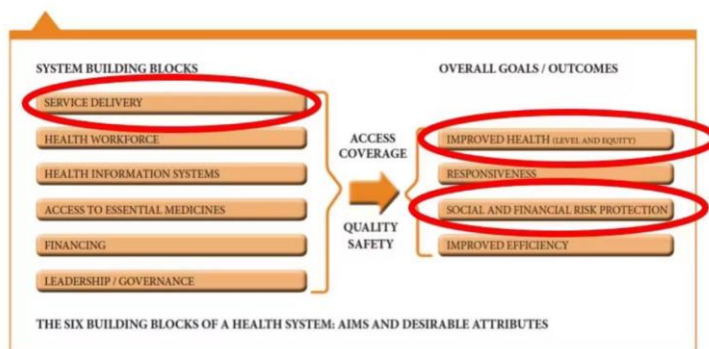 SYSTEM BUILDING BLOCKS
SERVICE DELIVERY
HEALTH WORKFORCE
HEALTH INFORMATION SYSTEMS
ACCESS TO ESSENTIAL MEDICINES
FINANCING
LEADERSHIP / GOVERNANCE
ACCESS
COVERAGE
QUALITY
SAFETY
OVERALL GOALS / OUTCOMES
IMPROVED HEALTH (LEVEL AND EQUITY)
RESPONSIVENESS
SOCIAL AND FINANCIAL RISK PROTECTION
IMPROVED EFFICIENCY
THE SIX BUILDING BLOCKS OF A HEALTH SYSTEM: AIMS AND DESIRABLE ATTRIBUTES